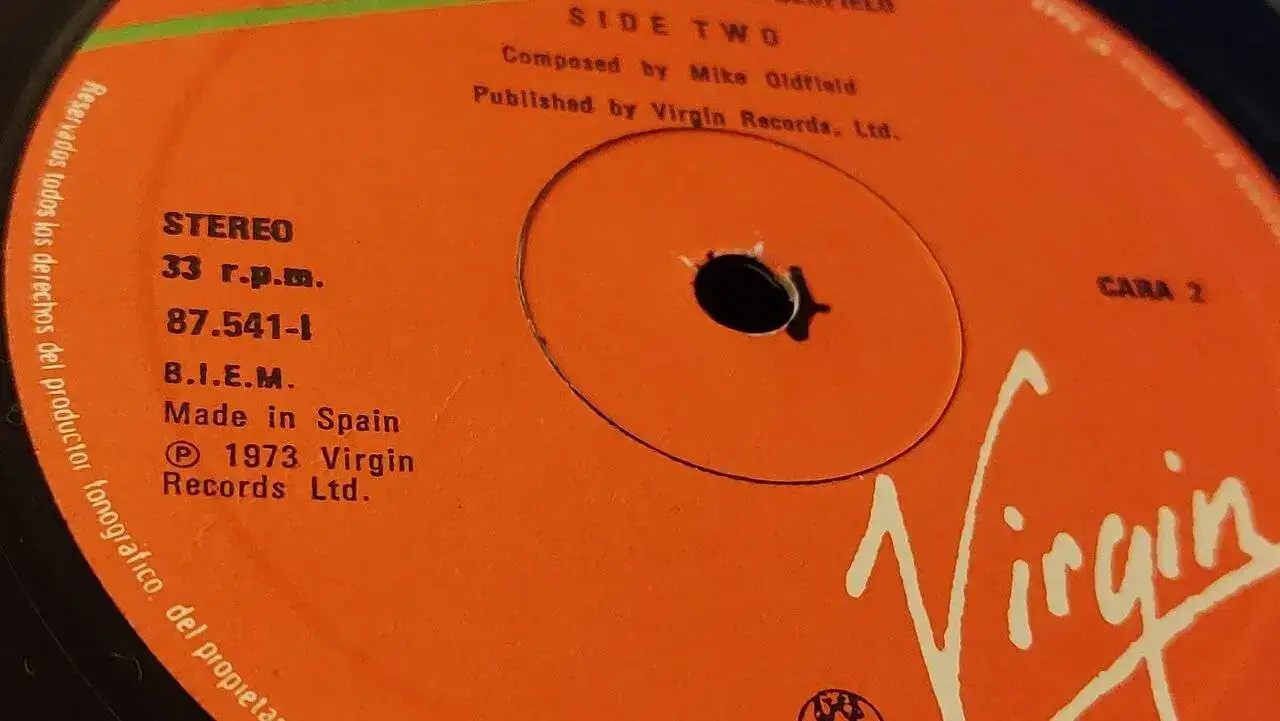 SIDE TWO
Composed by Mike Oldfield
Published by Virgin Records, Ltd.
STEREO
33 r.p.m.
87.541-I
B.I.E.M.
Made in Spain
℗ 1973 Virgin
Records Ltd.
CARA 2
Virgin
Reservados todos los derechos del productor fonográfico. del